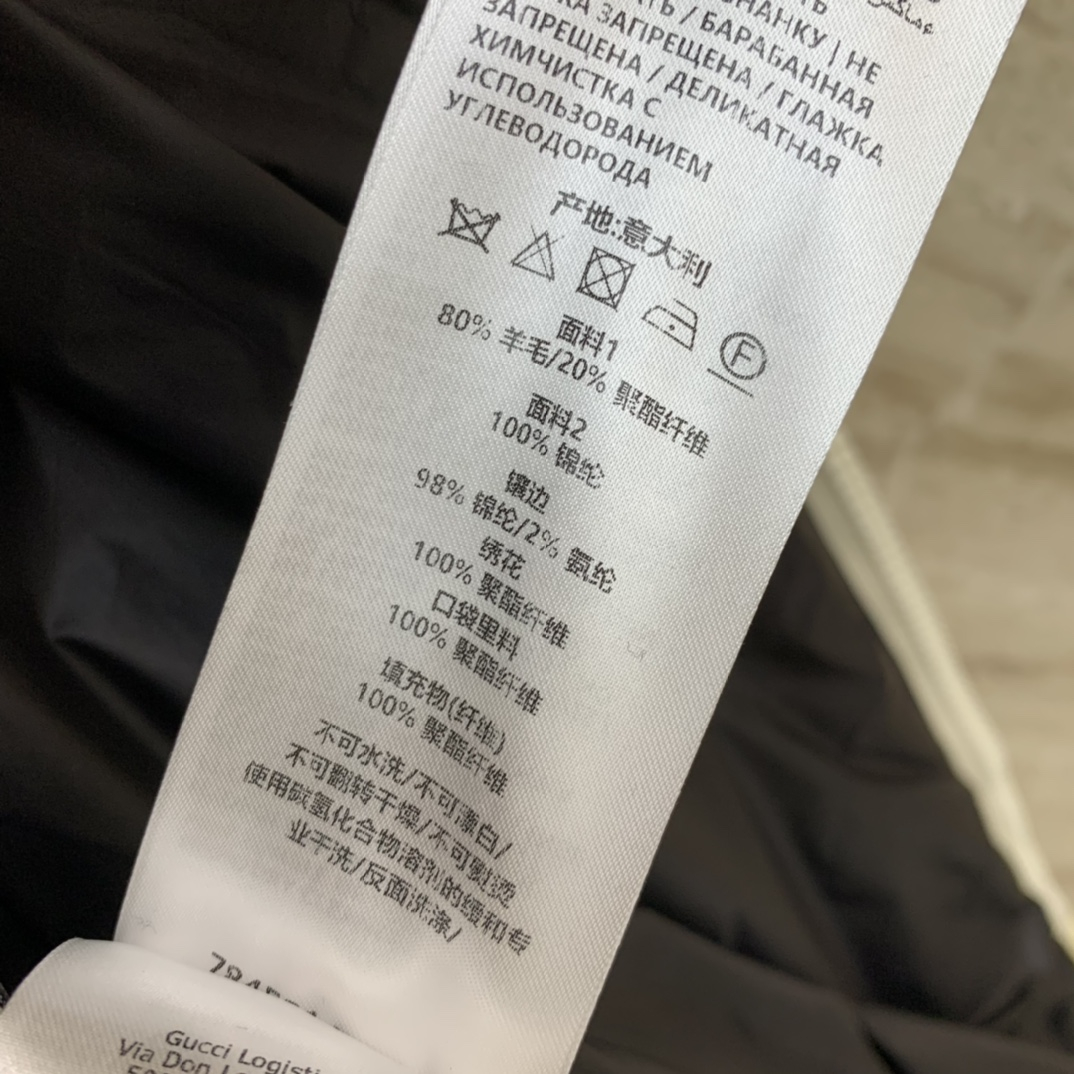 ЗНАНКУ | НЕ
/ БАРАБАННАЯ
КА ЗАПРЕЩЕНА / ГЛАЖКА
ЗАПРЕЩЕНА / ДЕЛИКАТНАЯ
ХИМЧИСТКА С
ИСПОЛЬЗОВАНИЕМ
УГЛЕВОДОРОДА
产地:意大利
F
面料1
80% 羊毛/20% 聚酯纤维
面料2
100% 锦纶
镶边
98% 锦纶/2% 氨纶
绣花
100% 聚酯纤维
口袋里料
100% 聚酯纤维
填充物(纤维)
100% 聚酯纤维
不可水洗/不可漂白/
不可翻转干燥/不可熨烫
使用碳氢化合物溶剂的缓和专
业干洗/反面洗涤/
Gucci Logisti
Via Don